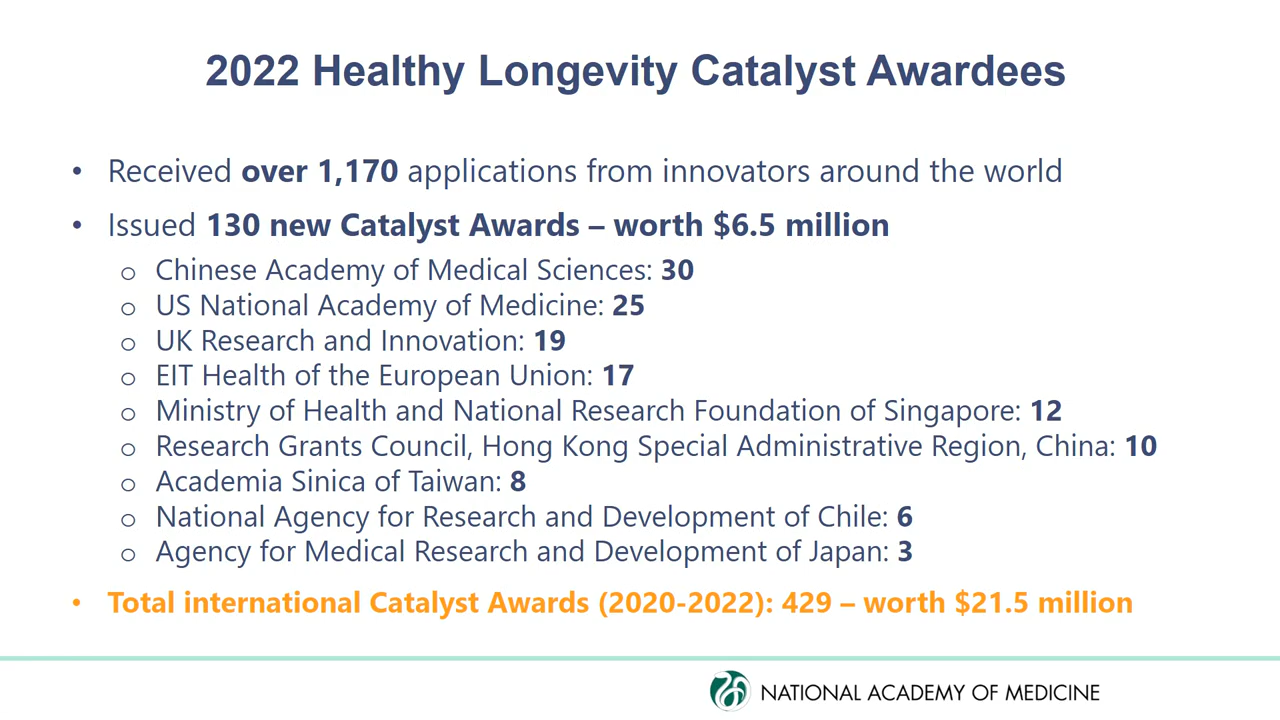 2022 Healthy Longevity Catalyst Awardees
• Received over 1,170 applications from innovators around the world
• Issued 130 new Catalyst Awards – worth $6.5 million
o Chinese Academy of Medical Sciences: 30
o US National Academy of Medicine: 25
o UK Research and Innovation: 19
o EIT Health of the European Union: 17
o Ministry of Health and National Research Foundation of Singapore: 12
o Research Grants Council, Hong Kong Special Administrative Region, China: 10
o Academia Sinica of Taiwan: 8
o National Agency for Research and Development of Chile: 6
o Agency for Medical Research and Development of Japan: 3
• Total international Catalyst Awards (2020-2022): 429 – worth $21.5 million
NATIONAL ACADEMY OF MEDICINE